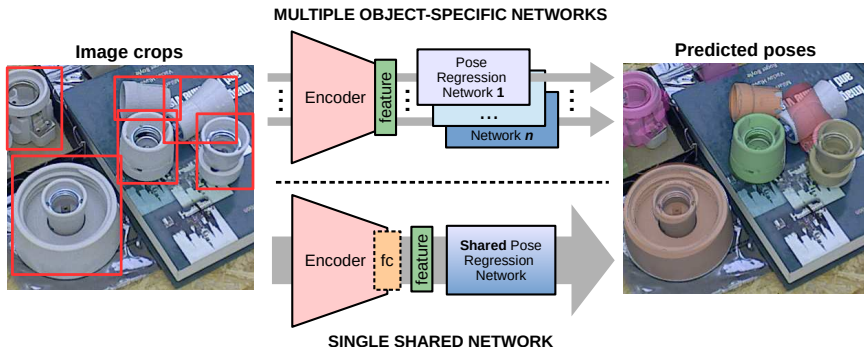 MULTIPLE OBJECT-SPECIFIC NETWORKS
Image crops
Predicted poses
Encoder
feature
Pose
Regression
Network 1
...
Network n
Encoder
fc
feature
Shared Pose
Regression
Network
SINGLE SHARED NETWORK